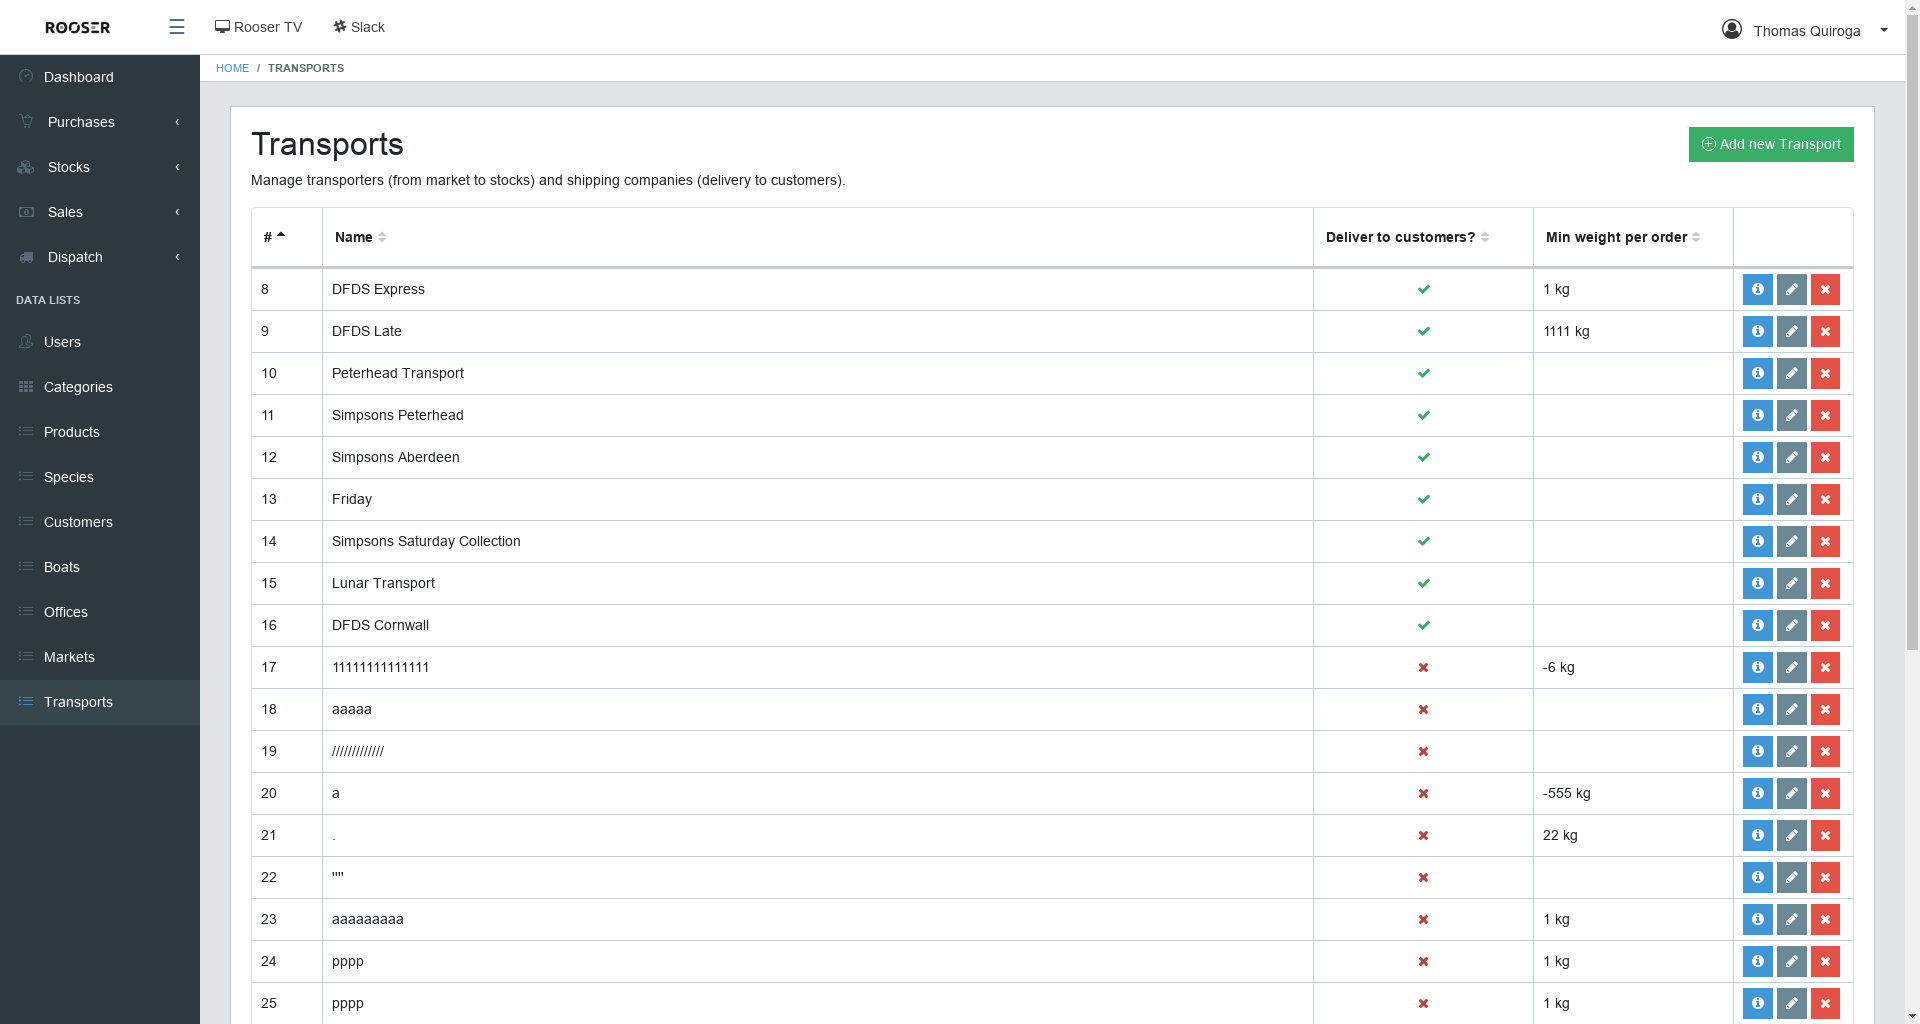 ROOSER
Rooser TV
Slack
Thomas Quiroga
Dashboard
Purchases
Stocks
Sales
Dispatch
DATA LISTS
Users
Categories
Products
Species
Customers
Boats
Offices
Markets
Transports
HOME / TRANSPORTS
Transports
Add new Transport
Manage transporters (from market to stocks) and shipping companies (delivery to customers).
# Name Deliver to customers? Min weight per order
8 DFDS Express 1 kg
9 DFDS Late 1111 kg
10 Peterhead Transport
11 Simpsons Peterhead
12 Simpsons Aberdeen
13 Friday
14 Simpsons Saturday Collection
15 Lunar Transport
16 DFDS Cornwall
17 11111111111111 -6 kg
18 aaaaa
19 /////////////
20 a -555 kg
21 . 22 kg
22 ''''
23 aaaaaaaaa 1 kg
24 pppp 1 kg
25 pppp 1 kg